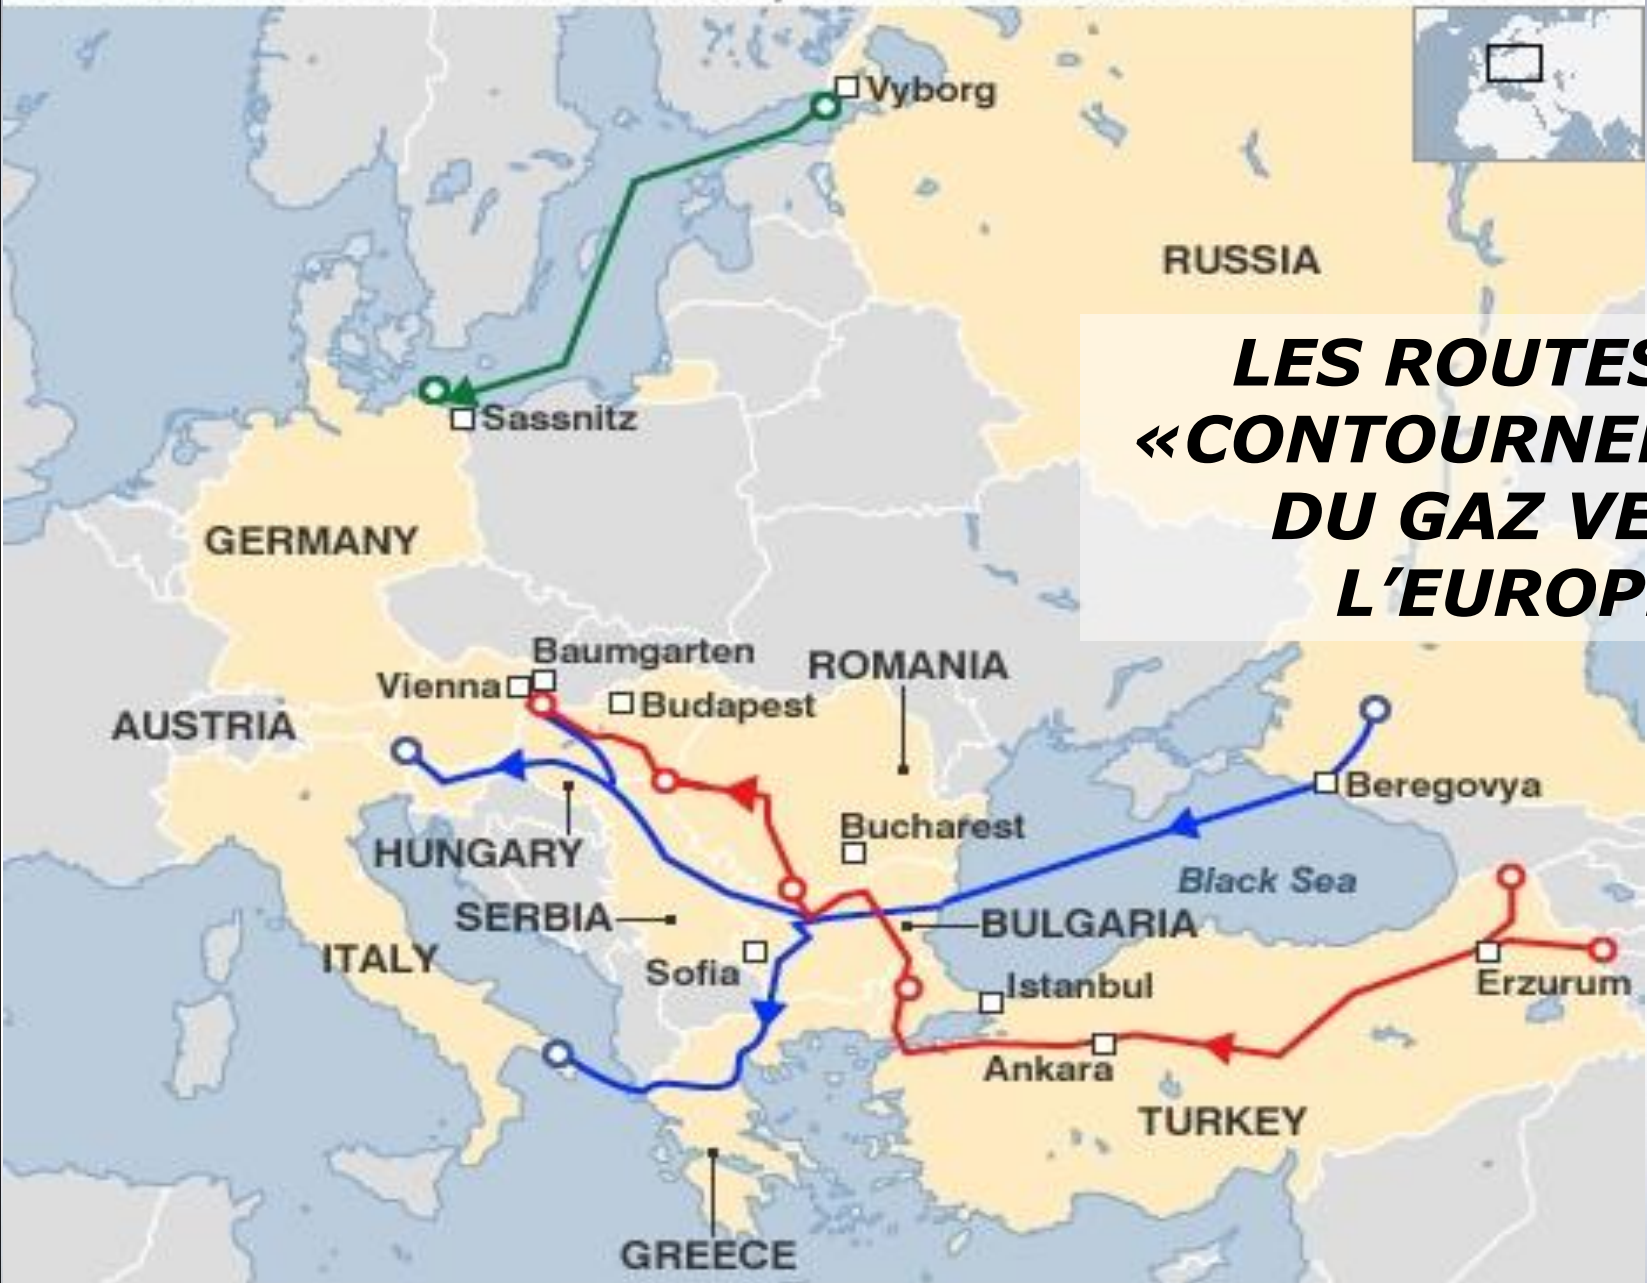 Vyborg
RUSSIA
LES ROUTES
«CONTOURNE
DU GAZ VE
L’EUROP
Sassnitz
GERMANY
Baumgarten
ROMANIA
Vienna
Budapest
AUSTRIA
Beregovya
Bucharest
HUNGARY
Black Sea
SERBIA
BULGARIA
ITALY
Sofia
Istanbul
Erzurum
Ankara
TURKEY
GREECE